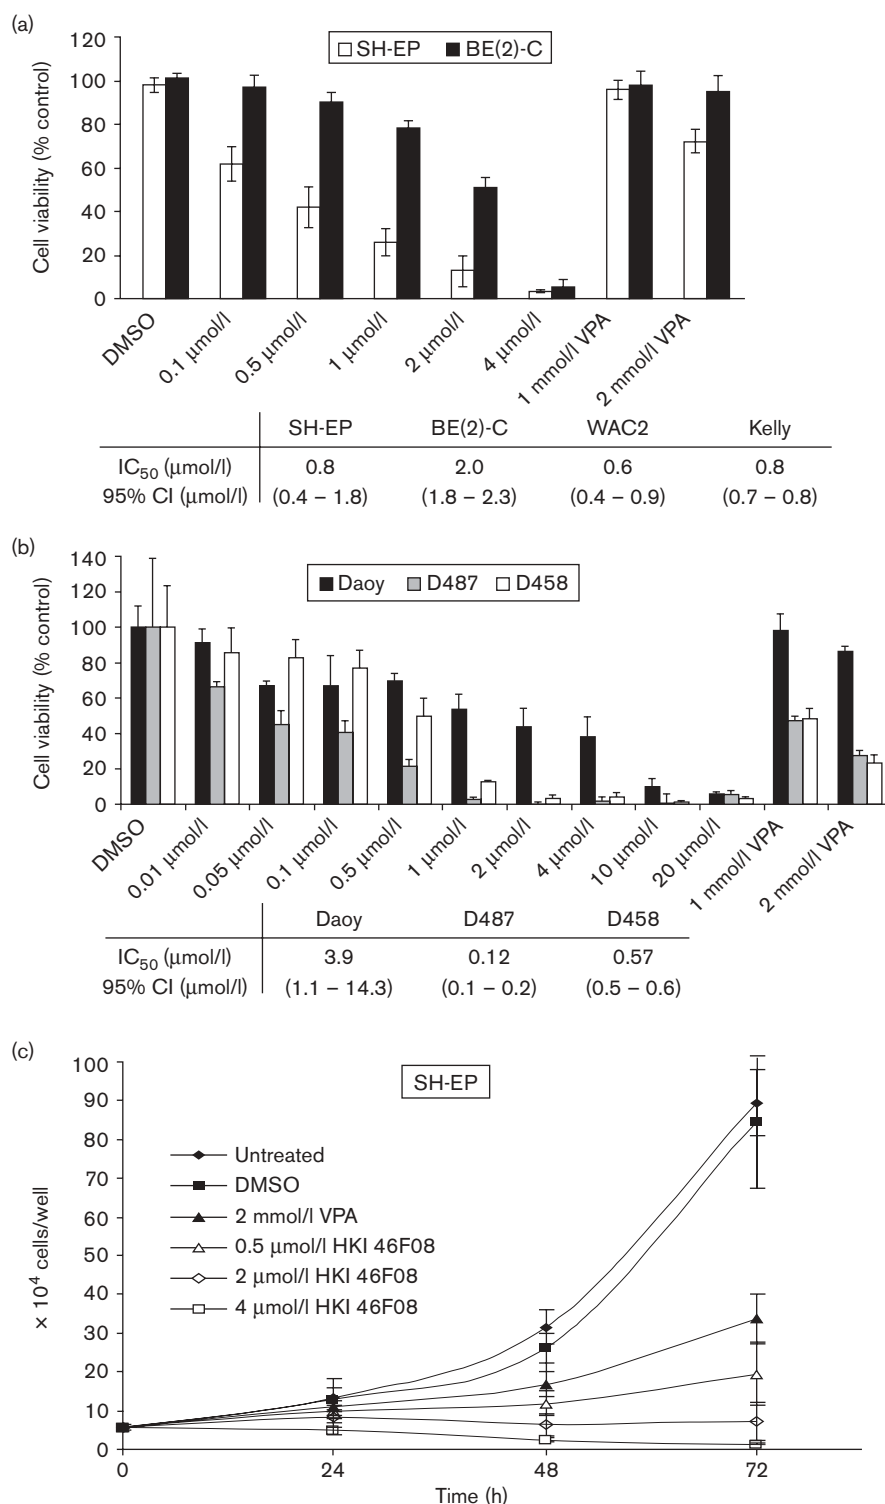 (a)
120
100
80
60
40
20
0
Cell viability (% control)
SH-EP BE(2)-C
DMSO 0.1 μmol/l 0.5 μmol/l 1 μmol/l 2 μmol/l 4 μmol/l 1 mmol/l VPA 2 mmol/l VPA
SH-EP BE(2)-C WAC2 Kelly
IC50 (μmol/l) 0.8 2.0 0.6 0.8
95% CI (μmol/l) (0.4 – 1.8) (1.8 – 2.3) (0.4 – 0.9) (0.7 – 0.8)
(b)
140
120
100
80
60
40
20
0
Cell viability (% control)
Daoy D487 D458
DMSO 0.01 μmol/l 0.05 μmol/l 0.1 μmol/l 0.5 μmol/l 1 μmol/l 2 μmol/l 4 μmol/l 10 μmol/l 20 μmol/l 1 mmol/l VPA 2 mmol/l VPA
Daoy D487 D458
IC50 (μmol/l) 3.9 0.12 0.57
95% CI (μmol/l) (1.1 – 14.3) (0.1 – 0.2) (0.5 – 0.6)
(c)
100
90
80
70
60
50
40
30
20
10
0
× 10⁴ cells/well
SH-EP
Untreated
DMSO
2 mmol/l VPA
0.5 μmol/l HKI 46F08
2 μmol/l HKI 46F08
4 μmol/l HKI 46F08
0 24 48 72
Time (h)